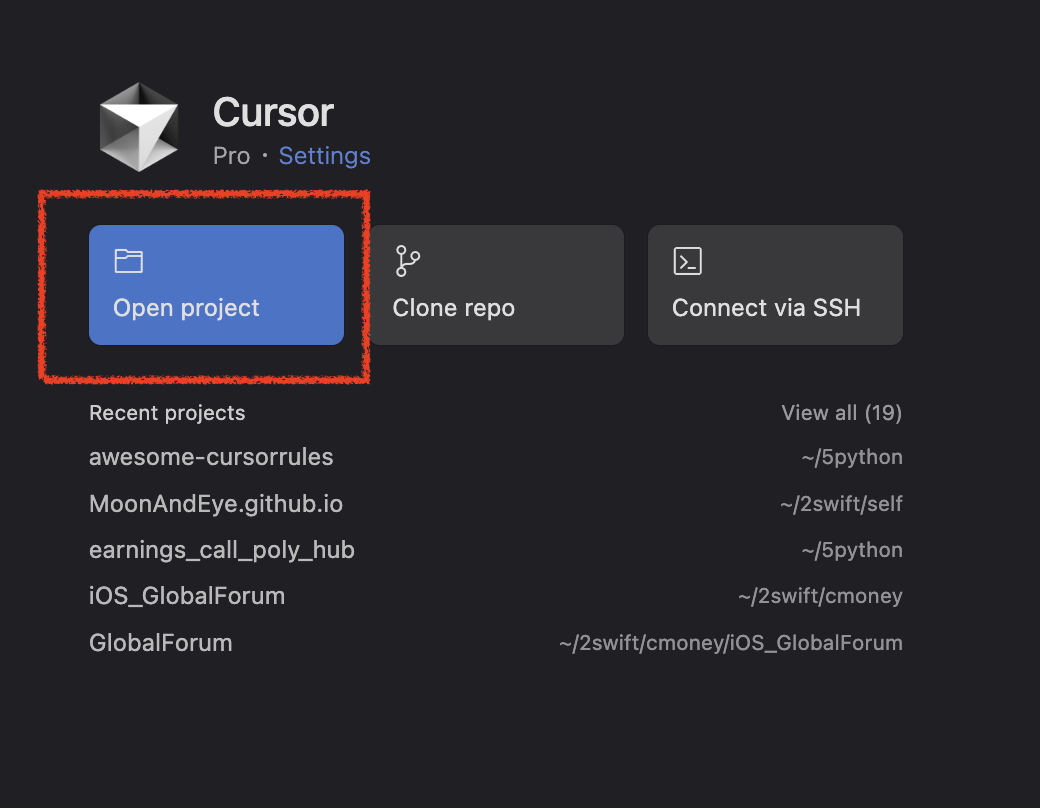 Cursor
Pro · Settings
Open project
Clone repo
Connect via SSH
Recent projects
View all (19)
awesome-cursorrules
~/5python
MoonAndEye.github.io
~/2swift/self
earnings_call_poly_hub
~/5python
iOS_GlobalForum
~/2swift/cmoney
GlobalForum
~/2swift/cmoney/iOS_GlobalForum